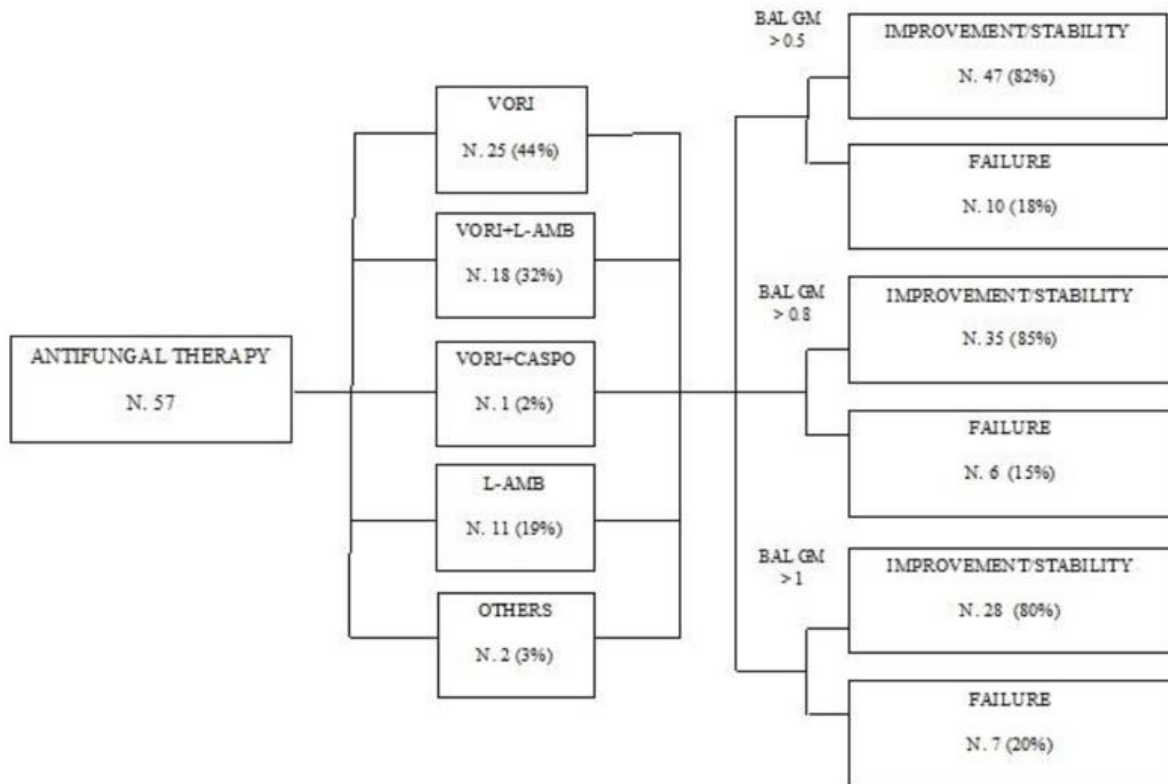 ANTIFUNGAL THERAPY
N. 57
VORI
N. 25 (44%)
VORI+L-AMB
N. 18 (32%)
VORI+CASPO
N. 1 (2%)
L-AMB
N. 11 (19%)
OTHERS
N. 2 (3%)
BAL GM
> 0.5
IMPROVEMENT/STABILITY
N. 47 (82%)
FAILURE
N. 10 (18%)
BAL GM
> 0.8
IMPROVEMENT/STABILITY
N. 35 (85%)
FAILURE
N. 6 (15%)
BAL GM
> 1
IMPROVEMENT/STABILITY
N. 28 (80%)
FAILURE
N. 7 (20%)